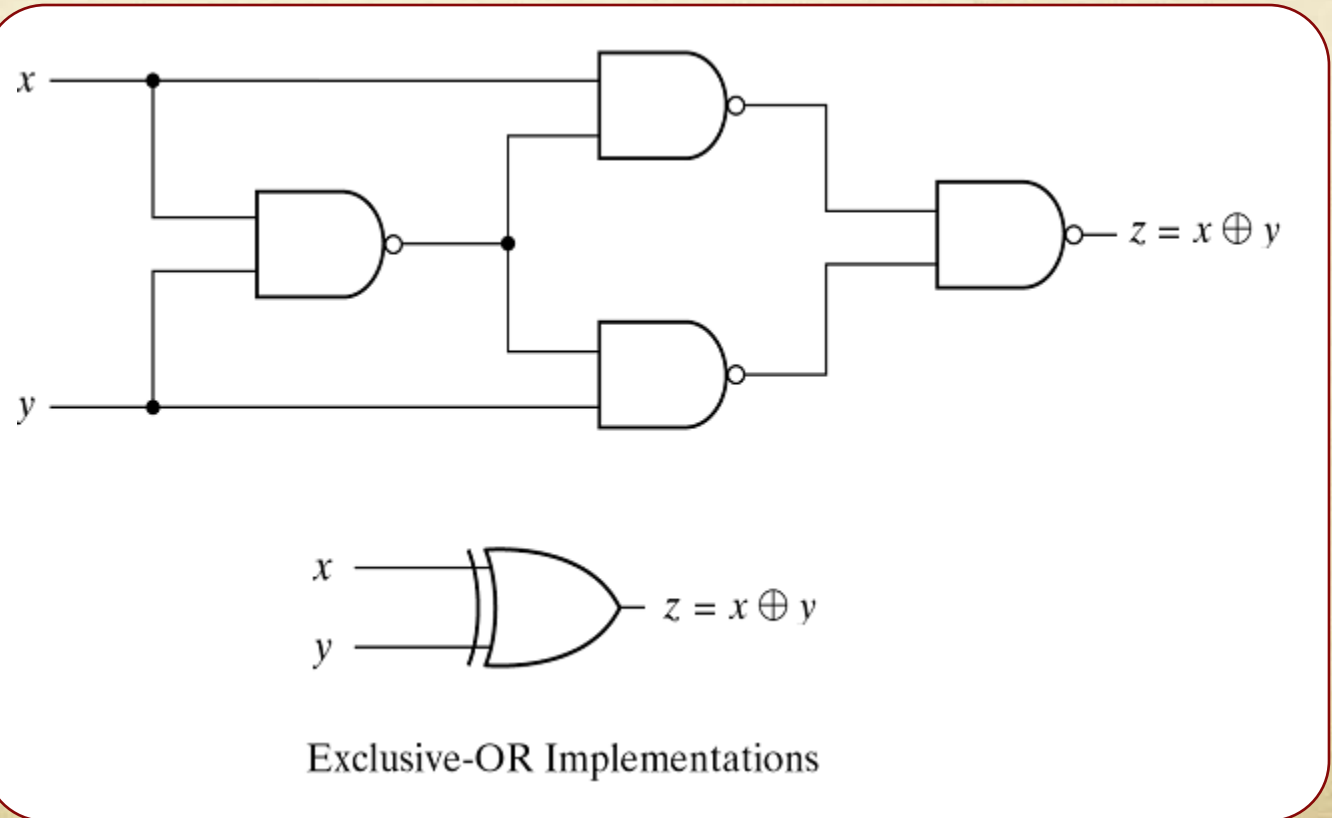 x
z = x ⊕ y
y
x
z = x ⊕ y
y
Exclusive-OR Implementations